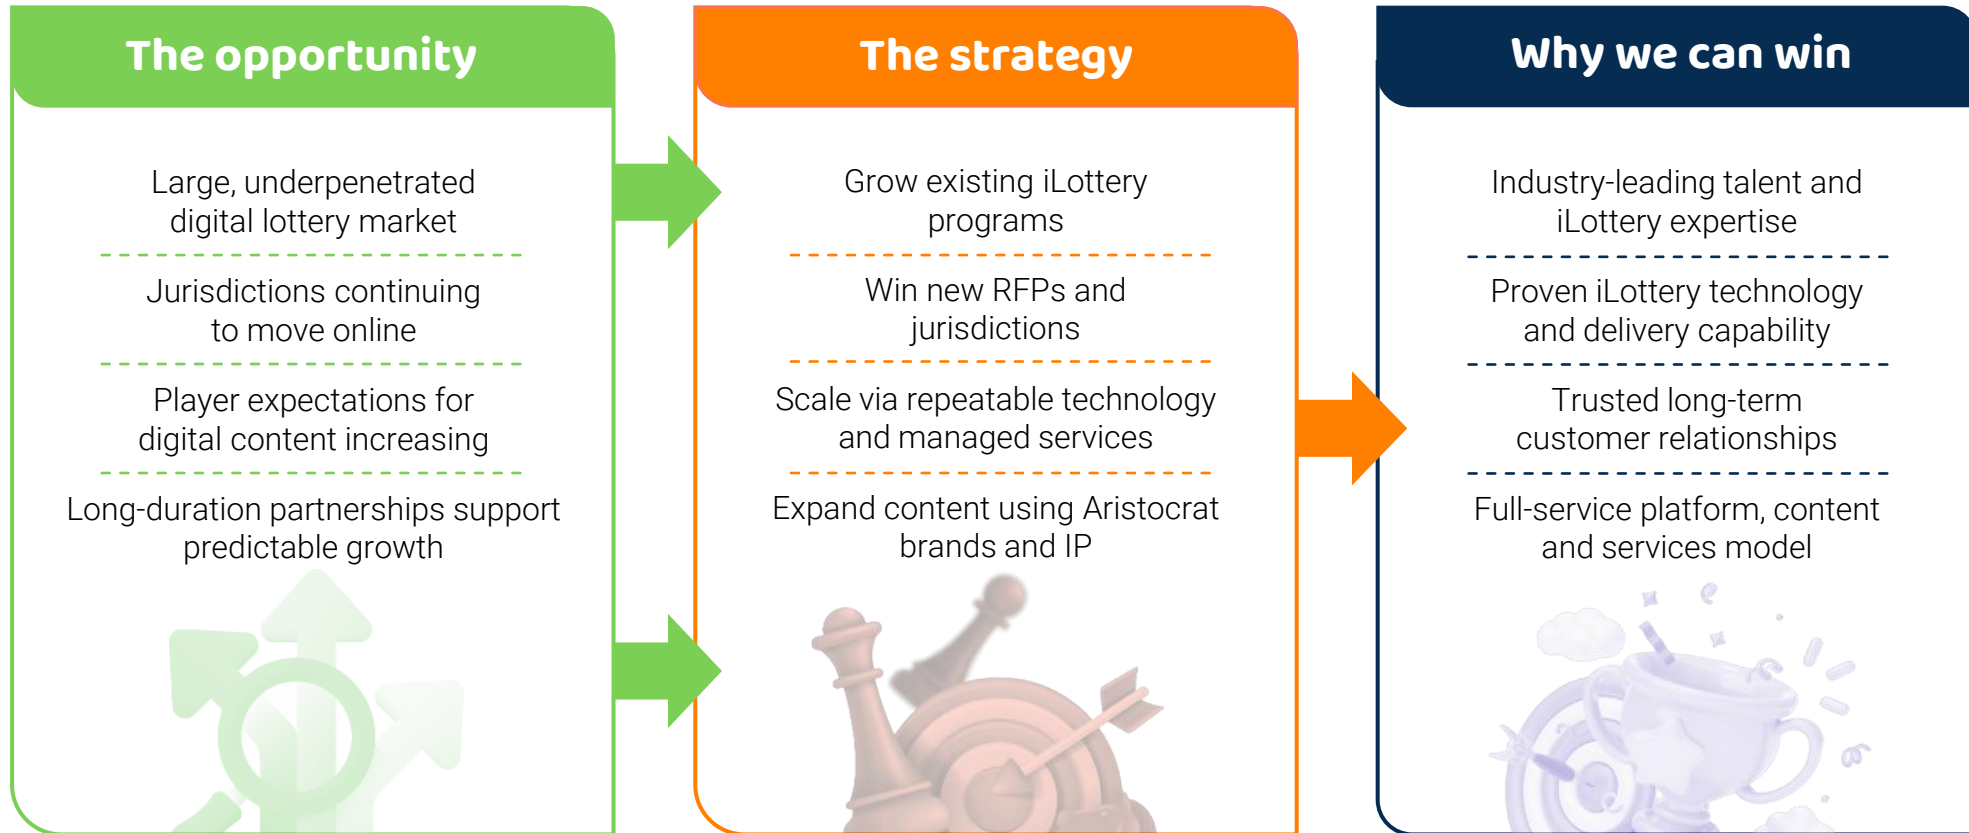 The opportunity
Large, underpenetrated
digital lottery market
Jurisdictions continuing
to move online
Player expectations for
digital content increasing
Long-duration partnerships support
predictable growth
The strategy
Grow existing iLottery
programs
Win new RFPs and
jurisdictions
Scale via repeatable technology
and managed services
Expand content using Aristocrat
brands and IP
Why we can win
Industry-leading talent and
iLottery expertise
Proven iLottery technology
and delivery capability
Trusted long-term
customer relationships
Full-service platform, content
and services model